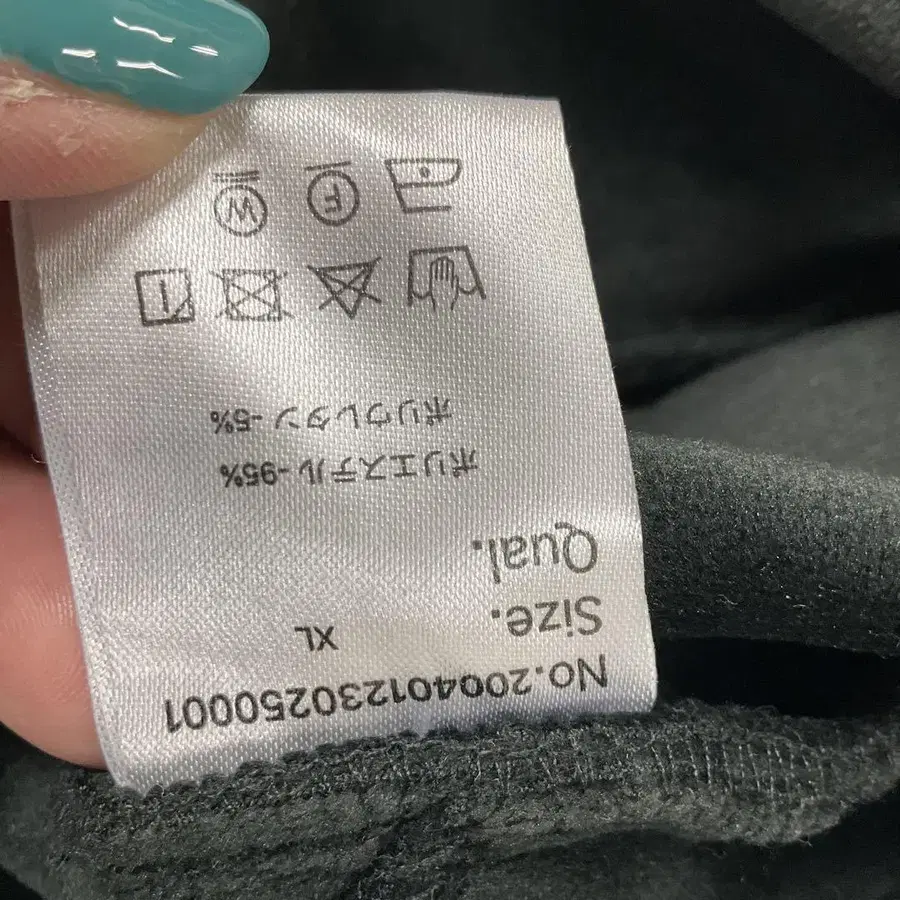 No.200401230250001
Size.
XL
Qual.
ポリエステル-95%
ポリウレタン-5%
F
W